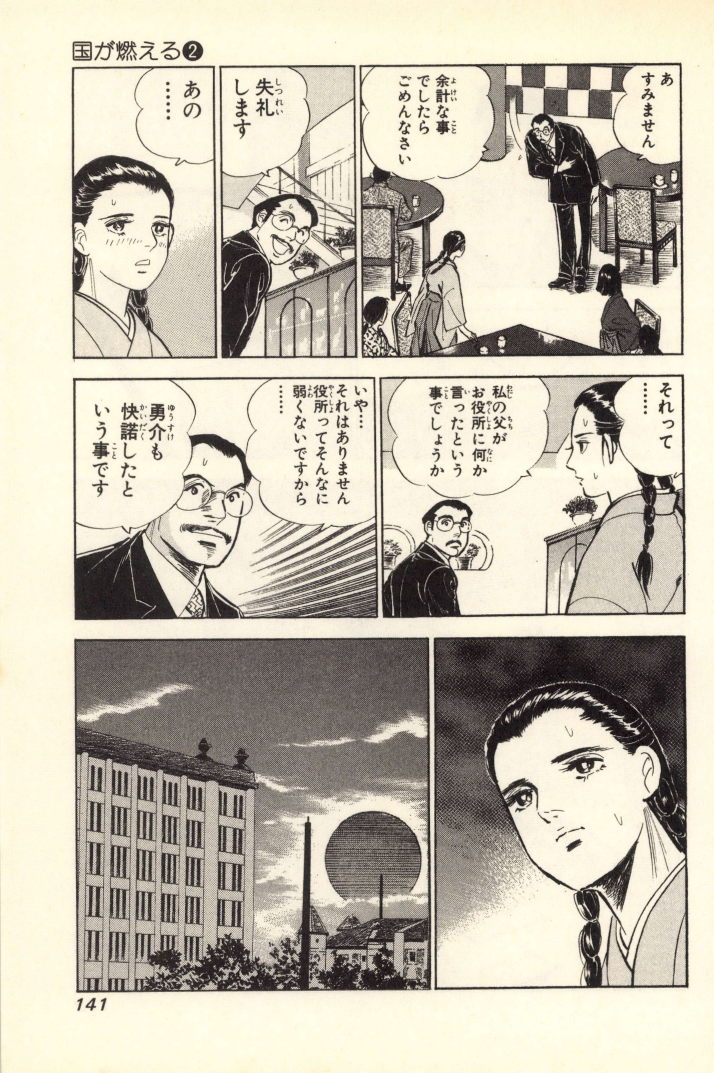 国が燃える❷
あ
すみません
余計な事
でしたら
ごめんなさい
失礼
します
あの
……
それって
……
私の父が
お役所に何か
言ったという
事でしょうか
いや…
それはありません
役所ってそんなに
弱くないですから
……
勇介も
快諾したと
いう事です
141